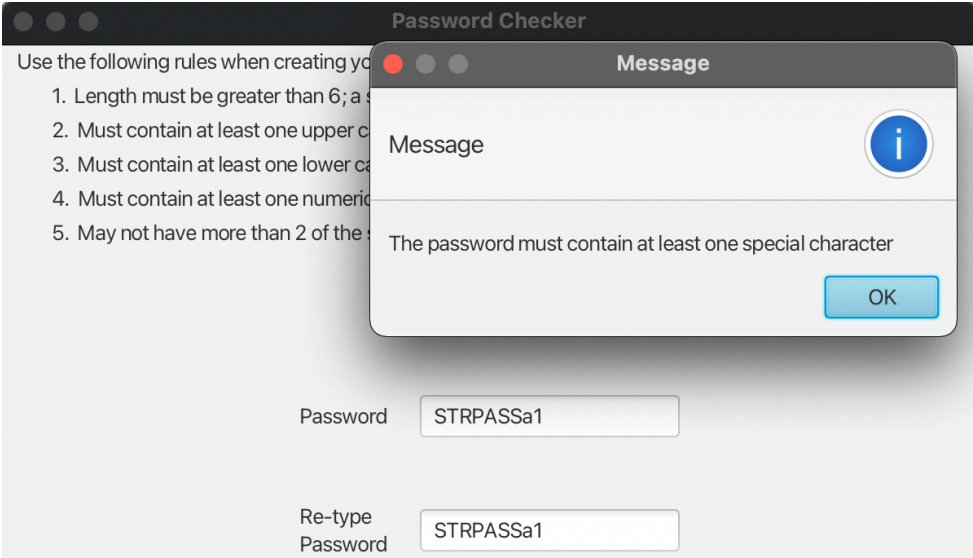 Password Checker
Use the following rules when creating
1. Length must be greater than 6; a
2. Must contain at least one upper
3. Must contain at least one lower
4. Must contain at least one
5. May not have more than 2 of the
Message
Message
i
The password must contain at least one special character
OK
Password STRPASSa1
Re-type
Password STRPASSa1